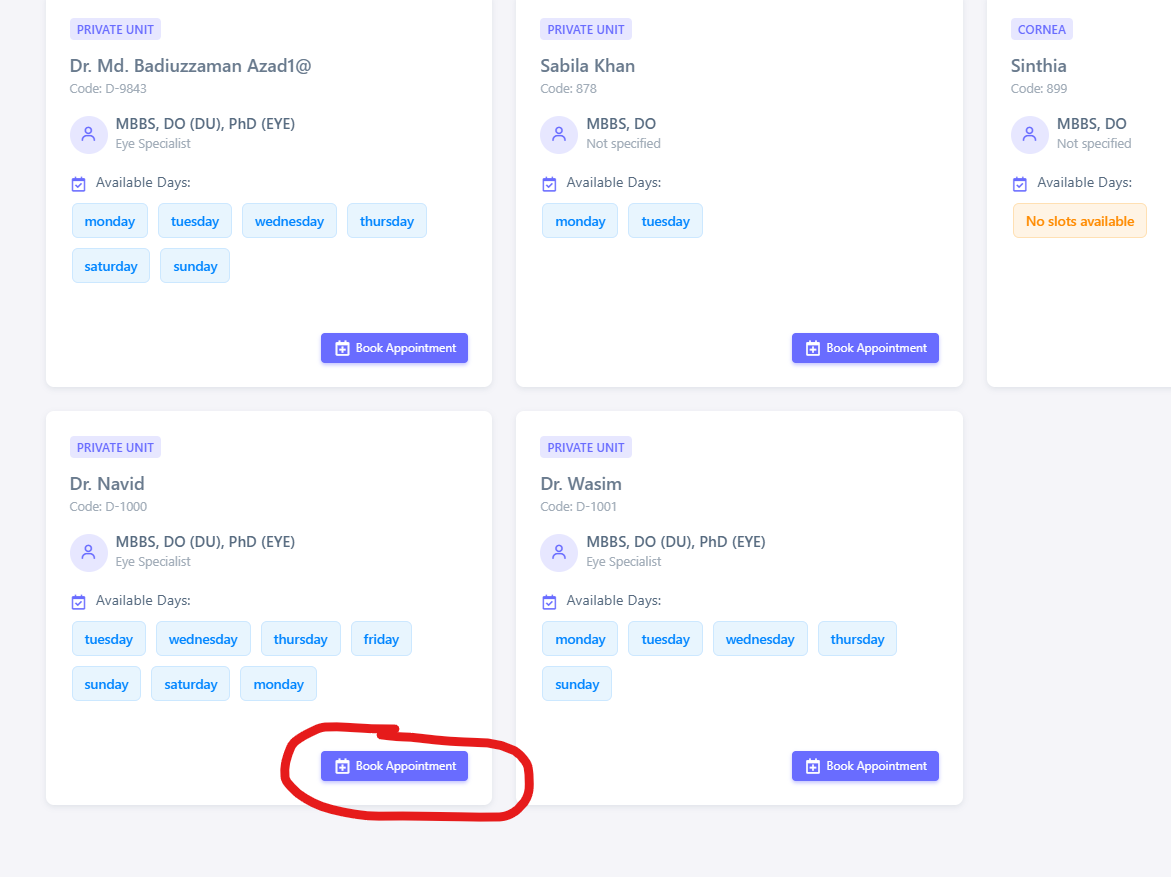 PRIVATE UNIT
Dr. Md. Badiuzzaman Azad1@
Code: D-9843
MBBS, DO (DU), PhD (EYE)
Eye Specialist
Available Days:
monday tuesday wednesday thursday
saturday sunday
Book Appointment
PRIVATE UNIT
Sabila Khan
Code: 878
MBBS, DO
Not specified
Available Days:
monday tuesday
Book Appointment
CORNEA
Sinthia
Code: 899
MBBS, DO
Not specified
Available Days:
No slots available
PRIVATE UNIT
Dr. Navid
Code: D-1000
MBBS, DO (DU), PhD (EYE)
Eye Specialist
Available Days:
tuesday wednesday thursday friday
sunday saturday monday
Book Appointment
PRIVATE UNIT
Dr. Wasim
Code: D-1001
MBBS, DO (DU), PhD (EYE)
Eye Specialist
Available Days:
monday tuesday wednesday thursday
sunday
Book Appointment